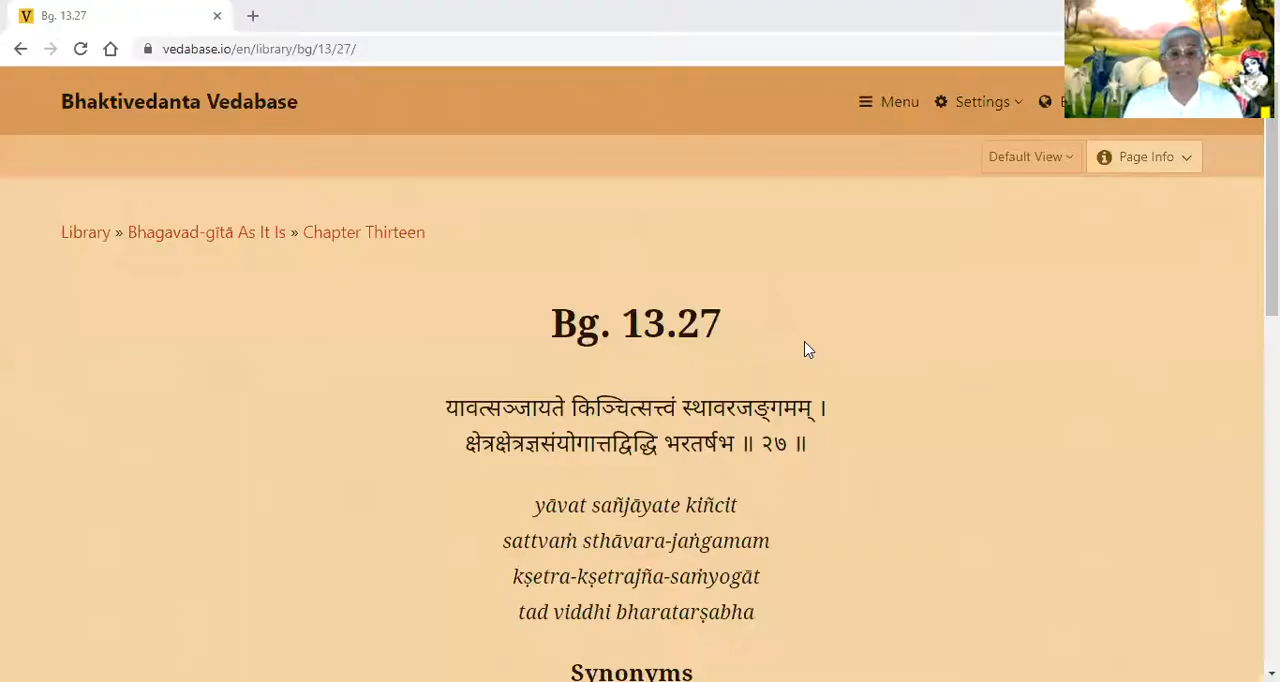 Bg. 13.27
vedabase.io/en/library/bg/13/27/
Bhaktivedanta Vedabase
Menu Settings
Default View Page Info
Library » Bhagavad-gītā As It Is » Chapter Thirteen
Bg. 13.27
यावत्सञ्जायते किञ्चित्सत्त्वं स्थावरजङ्गमम् ।
क्षेत्रक्षेत्रज्ञसंयोगात्तद्विद्धि भरतर्षभ ॥ २७ ॥
yāvat sañjāyate kiñcit
sattvaṁ sthāvara-jaṅgamam
kṣetra-kṣetrajña-saṁyogāt
tad viddhi bharatarṣabha
Synonyms